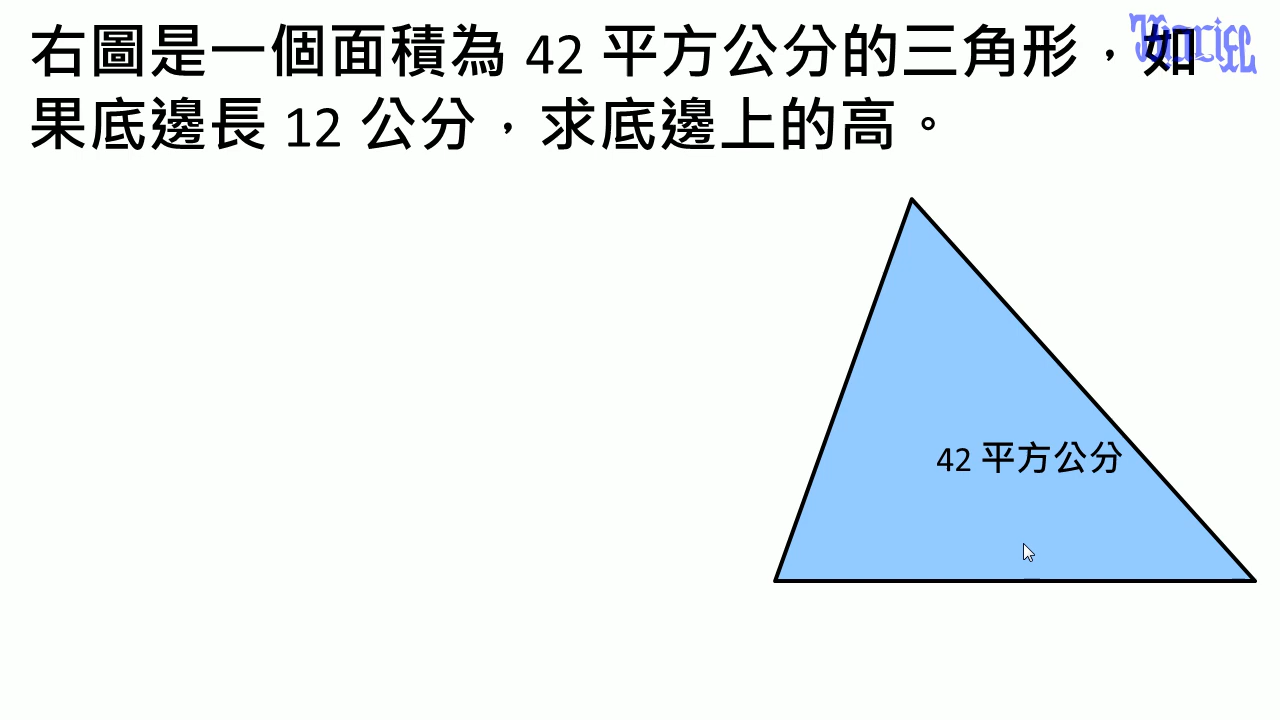 右圖是一個面積為 42 平方公分的三角形，如
果底邊長 12 公分，求底邊上的高。
42 平方公分